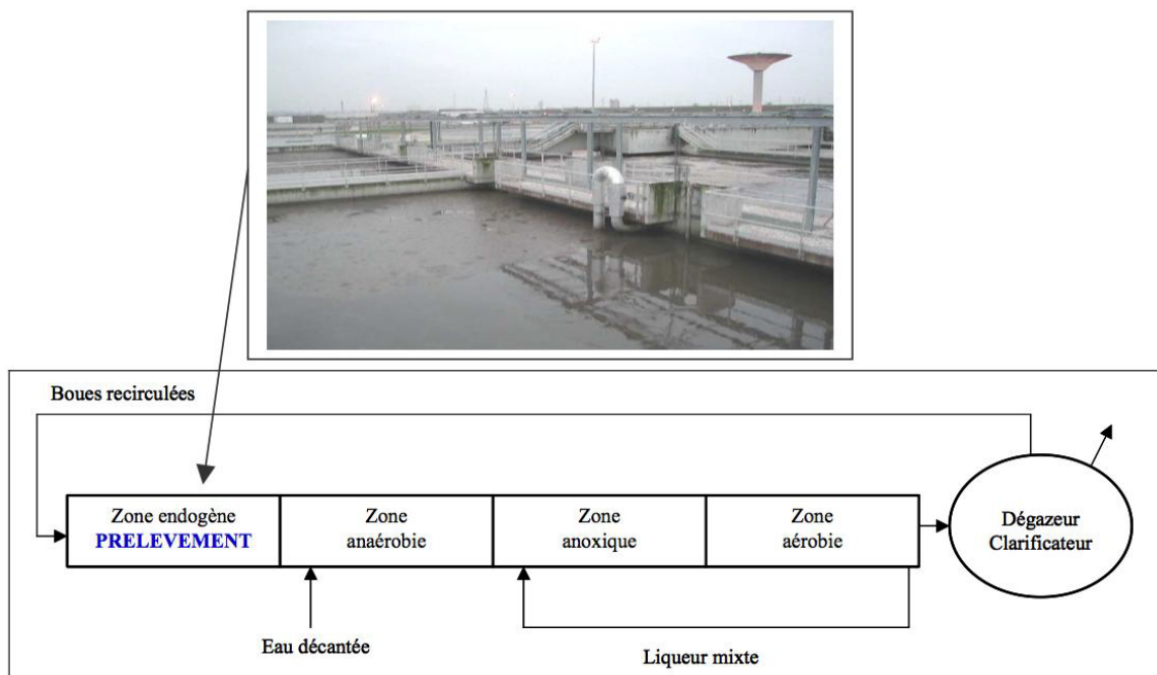 Boues recirculées
Zone endogène
PRELEVEMENT
Zone
anaérobie
Zone
anoxique
Zone
aérobie
Dégazeur
Clarificateur
Eau décantée
Liqueur mixte